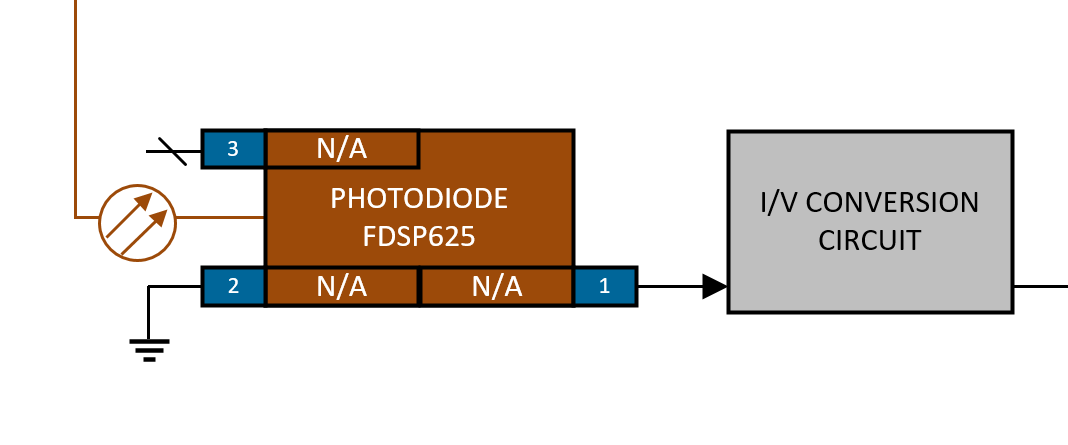 3
N/A
PHOTODIODE
FDSP625
2
N/A
N/A
1
I/V CONVERSION
CIRCUIT